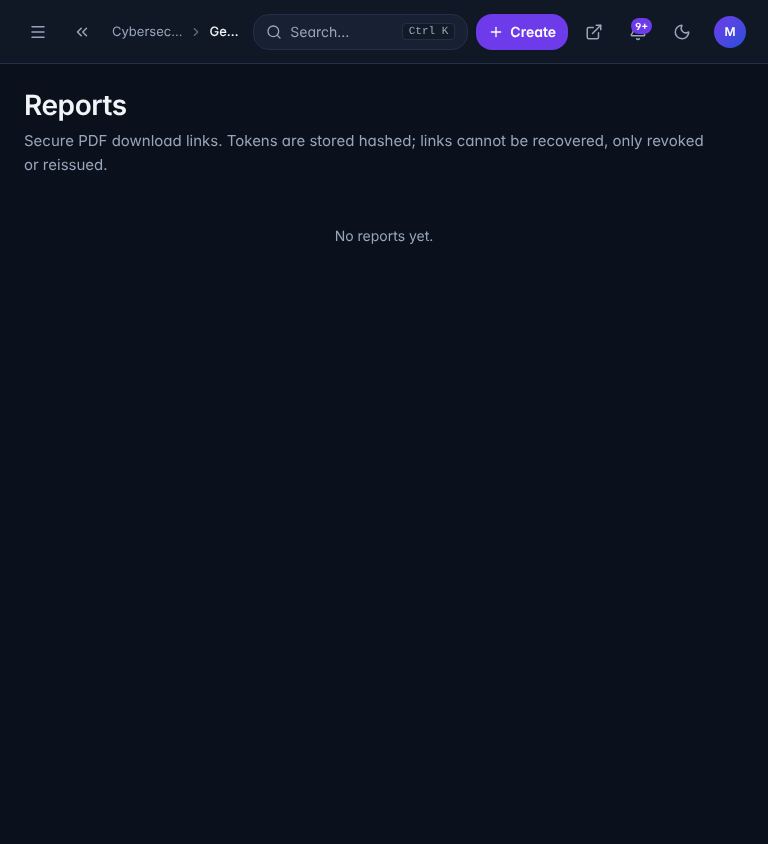 Cybersec... > Ge...
Search...
Ctrl K
+ Create
9+
M
Reports
Secure PDF download links. Tokens are stored hashed; links cannot be recovered, only revoked
or reissued.
No reports yet.